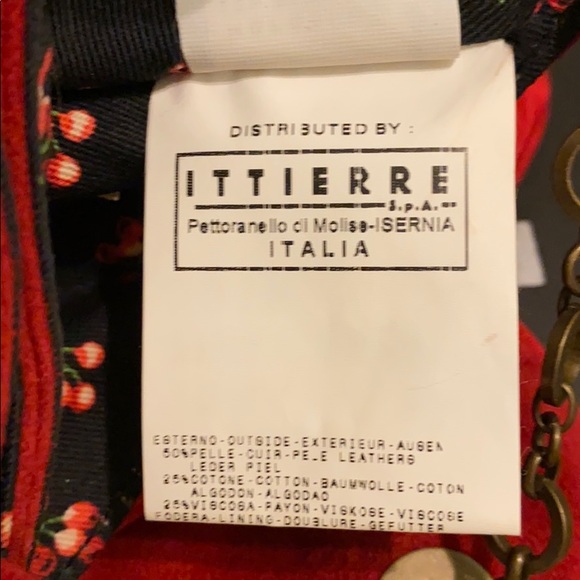 DISTRIBUTED BY :
ITTIERRE
S.p.A.
Pettoranello di Molise-ISERNIA
ITALIA
ESTERNO-OUTSIDE-EXTERIEUR-AUSEN
50%PELLE-CUIR-PELE LEATHERS
LEDER PIEL
25%COTONE-COTTON-BAUMWOLLE-COTON
ALGODON-ALGODAO
25%VISCOSA-RAYON-VISKOSE-VISCOSE
FODERA-LINING-DOUBLURE-GEFUTTER